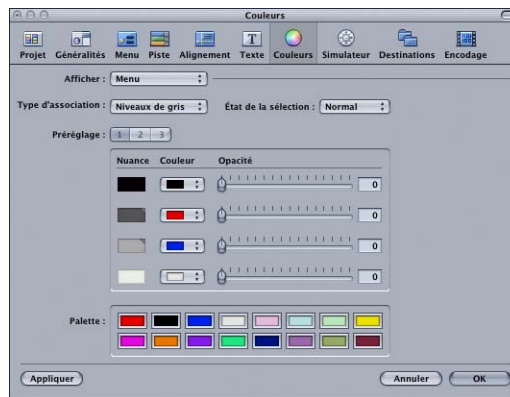 Couleurs
Projet Généralités Menu Piste Alignement Texte Couleurs Simulateur Destinations Encodage
Afficher : Menu
Type d'association : Niveaux de gris État de la sélection : Normal
Préréglage : 1 2 3
Nuance Couleur Opacité
0
0
0
0
Palette :
Appliquer Annuler OK